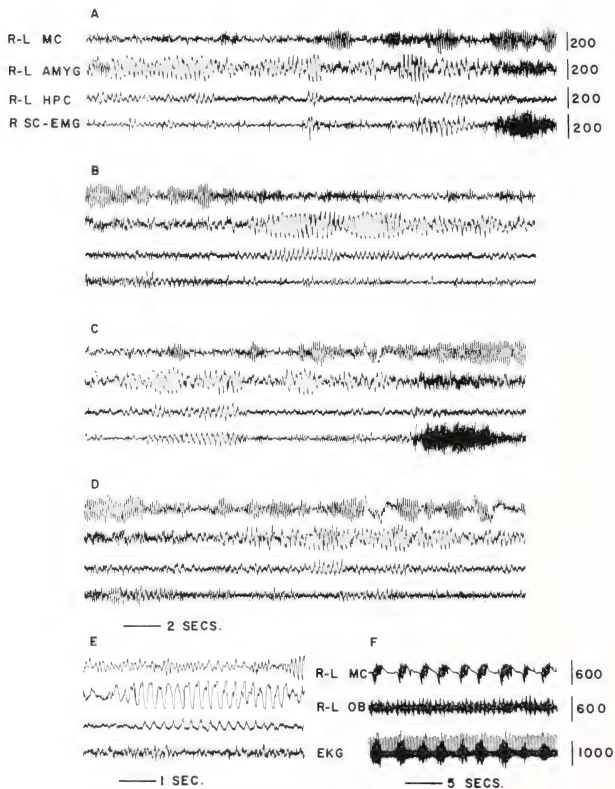 A
R-L MC
200
R-L AMYG
200
R-L HPC
200
R SC-EMG
200
B
C
D
2 SECS.
E
F
R-L MC
600
R-L OB
600
EKG
1000
1 SEC.
5 SECS.